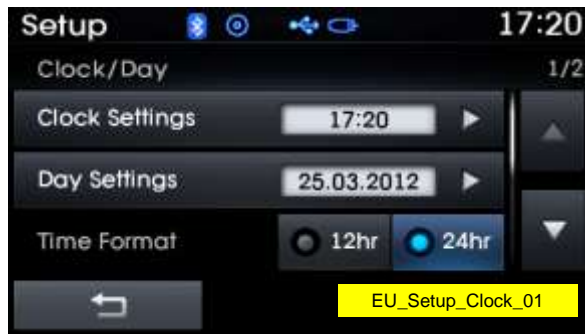 Setup 17:20
Clock/Day 1/2
Clock Settings 17:20
Day Settings 25.03.2012
Time Format 12hr 24hr
EU_Setup_Clock_01